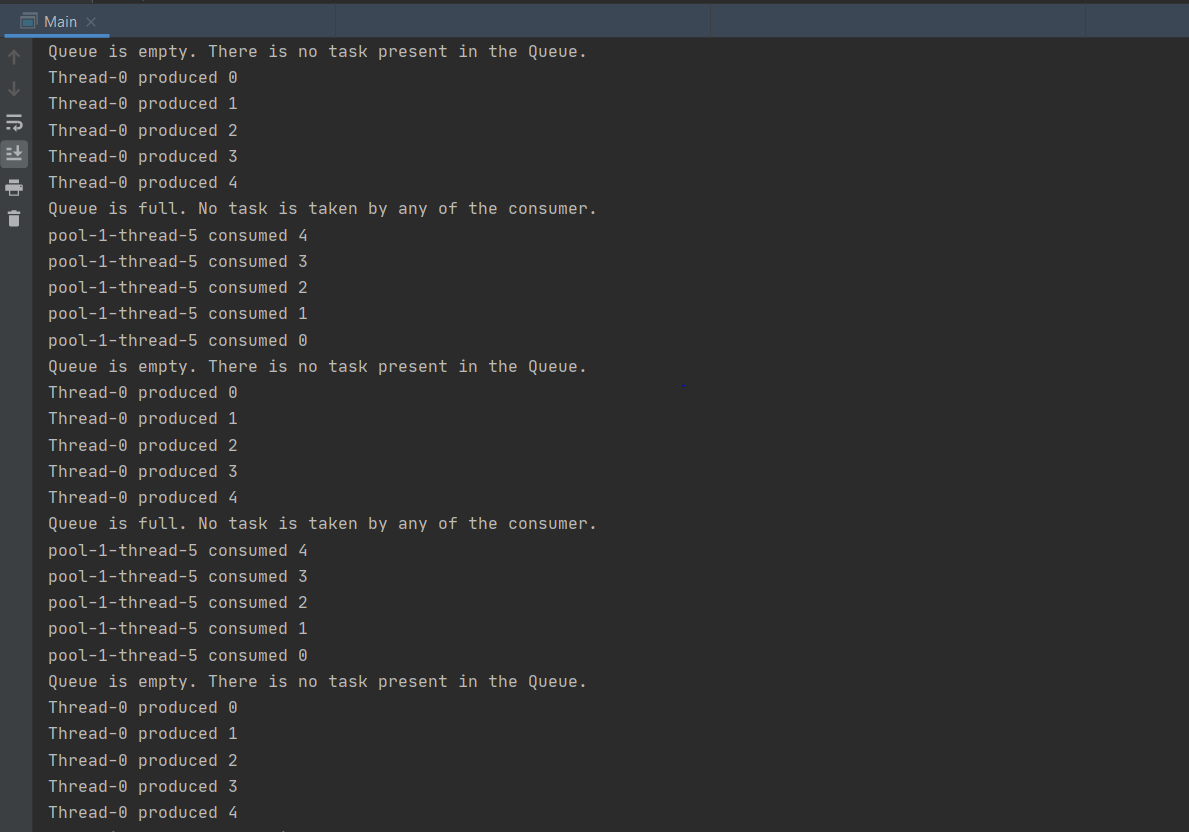 Main
Queue is empty. There is no task present in the Queue.
Thread-0 produced 0
Thread-0 produced 1
Thread-0 produced 2
Thread-0 produced 3
Thread-0 produced 4
Queue is full. No task is taken by any of the consumer.
pool-1-thread-5 consumed 4
pool-1-thread-5 consumed 3
pool-1-thread-5 consumed 2
pool-1-thread-5 consumed 1
pool-1-thread-5 consumed 0
Queue is empty. There is no task present in the Queue.
Thread-0 produced 0
Thread-0 produced 1
Thread-0 produced 2
Thread-0 produced 3
Thread-0 produced 4
Queue is full. No task is taken by any of the consumer.
pool-1-thread-5 consumed 4
pool-1-thread-5 consumed 3
pool-1-thread-5 consumed 2
pool-1-thread-5 consumed 1
pool-1-thread-5 consumed 0
Queue is empty. There is no task present in the Queue.
Thread-0 produced 0
Thread-0 produced 1
Thread-0 produced 2
Thread-0 produced 3
Thread-0 produced 4